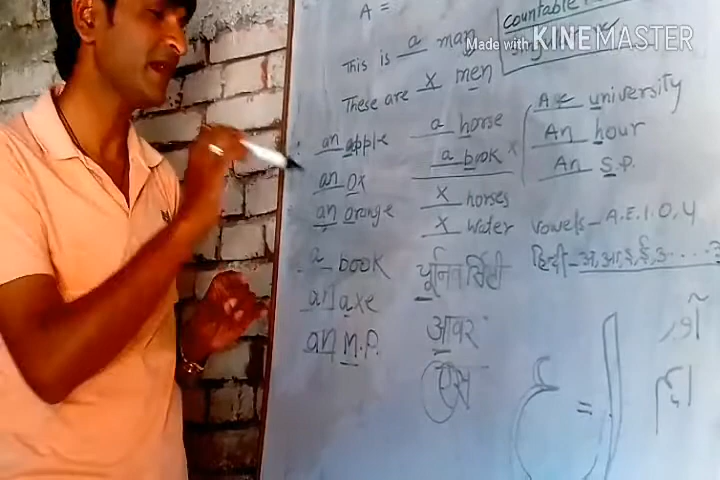 A =
countable
This is a man
Made with KINEMASTER
These are x men
an apple
an ox
an orange
a book
an axe
an M.P.
a horse
a book x
x horses
x water
यूनिवर्सिटी
आवर
एस
university
An hour
An S.P.
vowels - A.E.I.O.U
हिन्दी - अ,आ,इ,ई,उ.....
=